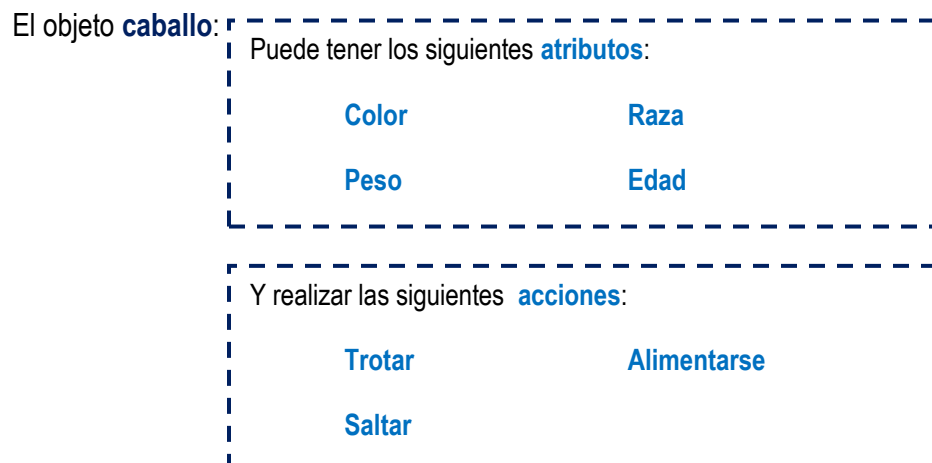 El objeto caballo:
Puede tener los siguientes atributos:
Color Raza
Peso Edad
Y realizar las siguientes acciones:
Trotar Alimentarse
Saltar